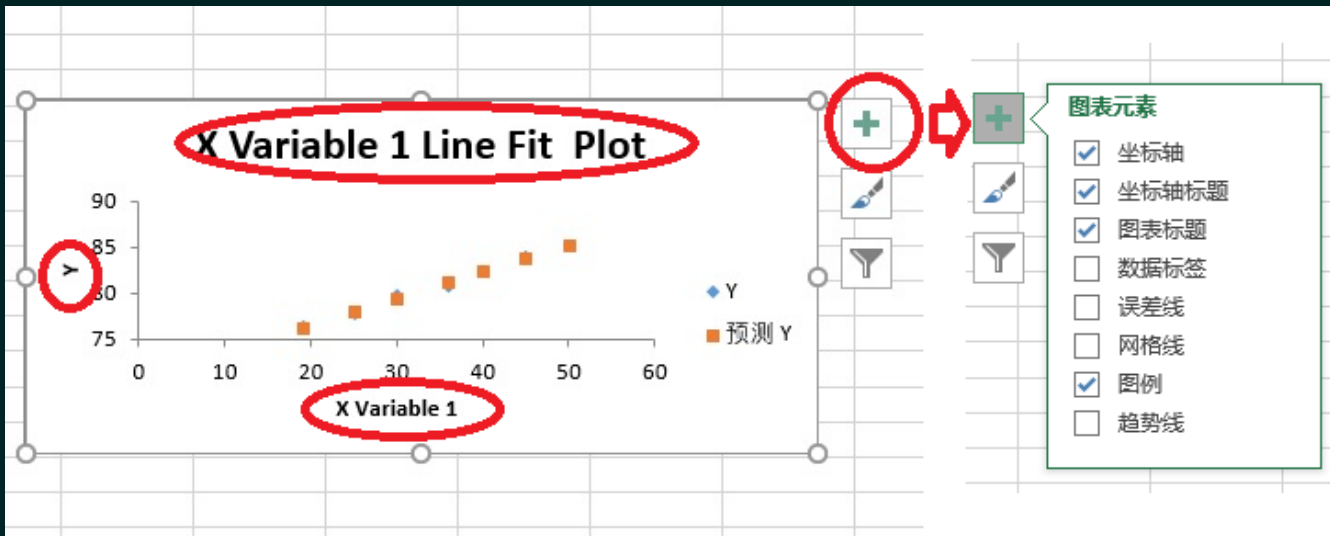 X Variable 1 Line Fit  Plot
90
85
80
75
Y
0 10 20 30 40 50 60
X Variable 1
Y
预测 Y
图表元素
坐标轴
坐标轴标题
图表标题
数据标签
误差线
网格线
图例
趋势线